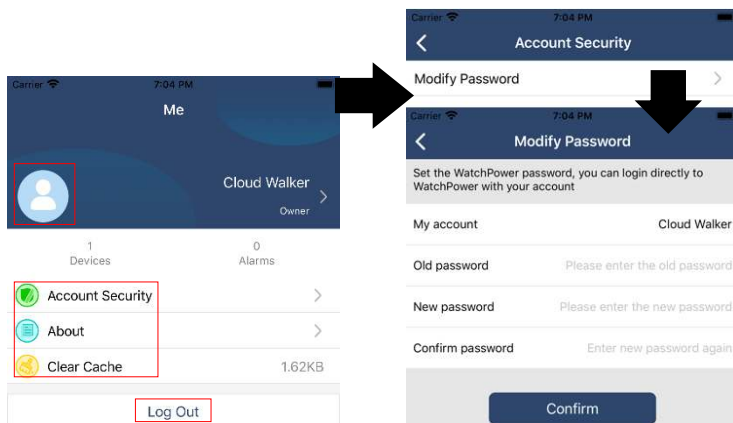 Carrier 7:04 PM
Me
Cloud Walker
Owner
1 0
Devices Alarms
Account Security
About
Clear Cache 1.62KB
Log Out
Carrier 7:04 PM
Account Security
Modify Password
Carrier 7:04 PM
Modify Password
Set the WatchPower password, you can login directly to
WatchPower with your account
My account Cloud Walker
Old password Please enter the old password
New password Please enter the new password
Confirm password Enter new password again
Confirm